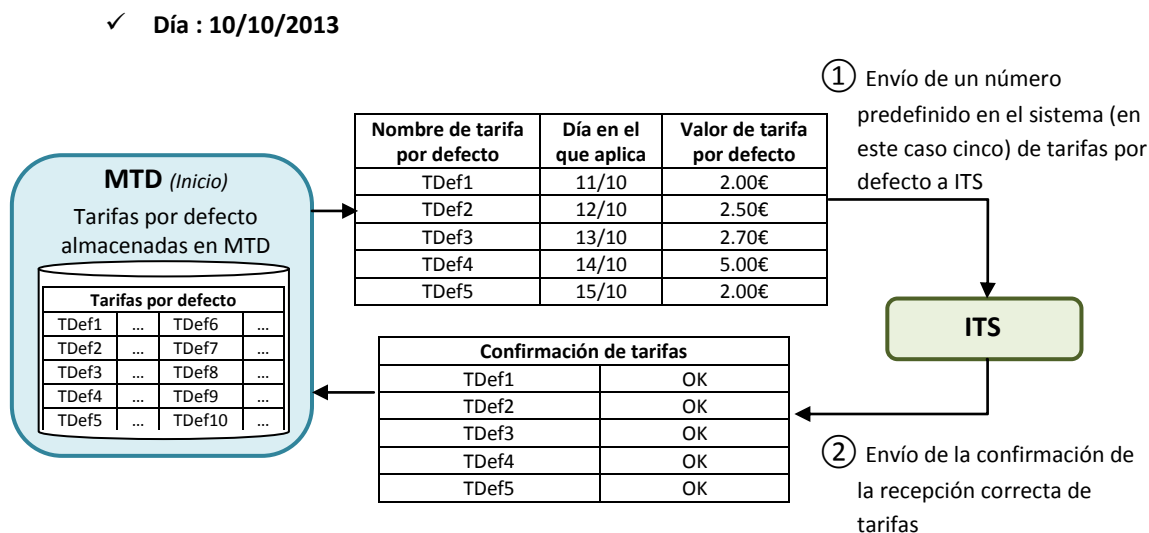 ✓ Día : 10/10/2013
① Envío de un número
predefinido en el sistema (en
este caso cinco) de tarifas por
defecto a ITS
MTD (Inicio)
Tarifas por defecto
almacenadas en MTD
Tarifas por defecto
TDef1 ... TDef6 ...
TDef2 ... TDef7 ...
TDef3 ... TDef8 ...
TDef4 ... TDef9 ...
TDef5 ... TDef10 ...
Nombre de tarifa Día en el Valor de tarifa
por defecto que aplica por defecto
TDef1 11/10 2.00€
TDef2 12/10 2.50€
TDef3 13/10 2.70€
TDef4 14/10 5.00€
TDef5 15/10 2.00€
ITS
Confirmación de tarifas
TDef1 OK
TDef2 OK
TDef3 OK
TDef4 OK
TDef5 OK
② Envío de la confirmación de
la recepción correcta de
tarifas